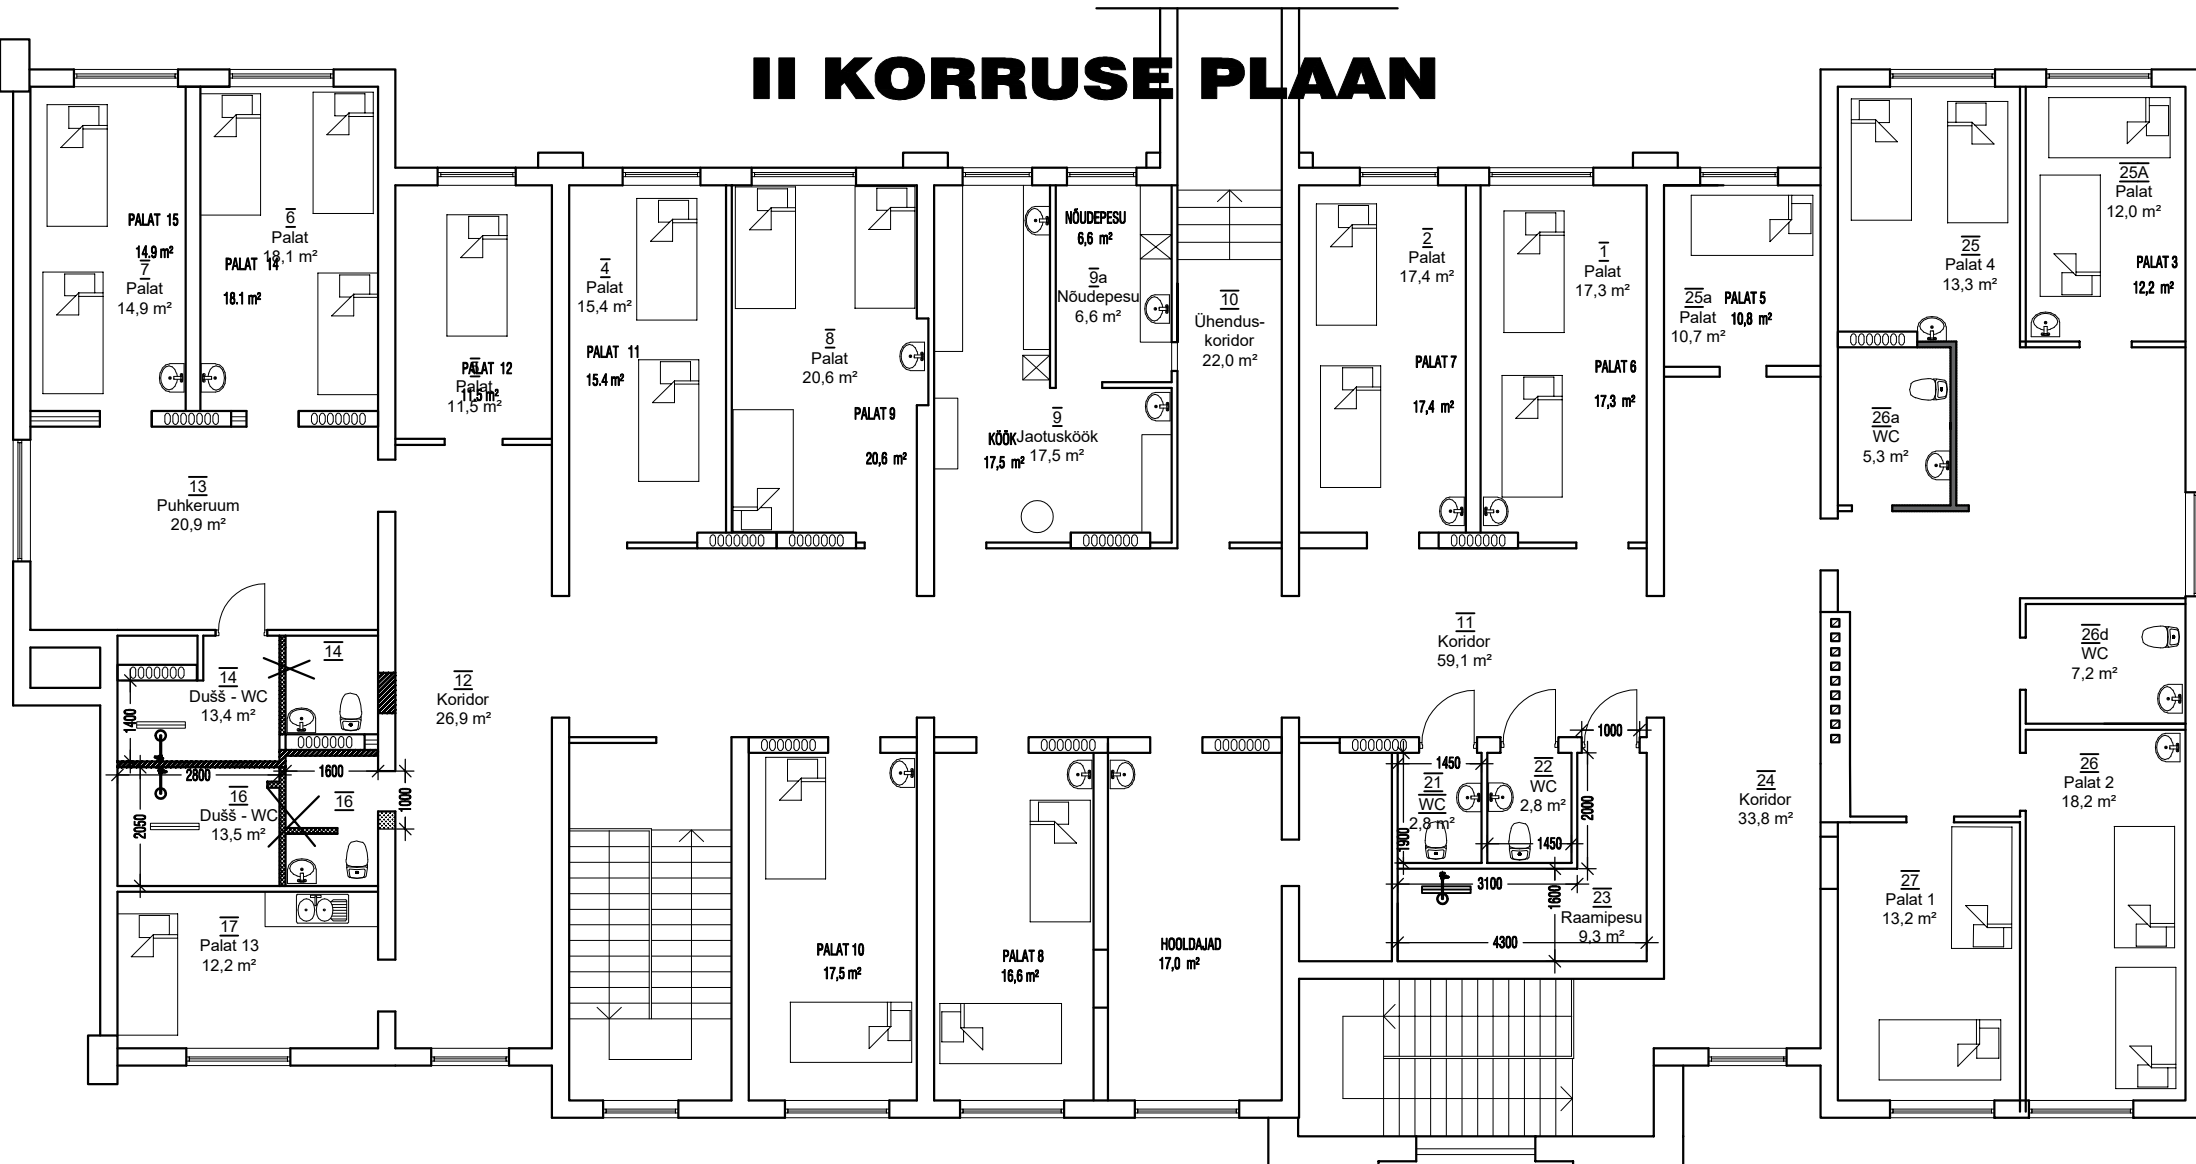 II KORRUSE PLAAN
PALAT 15
14.9 m²
7
Palat
14,9 m²
6
Palat
18,1 m²
PALAT 14
18.1 m²
PALAT 12
11,5 m²
Palat
11,5 m²
4
Palat
15,4 m²
PALAT 11
15.4 m²
8
Palat
20,6 m²
PALAT 9
20,6 m²
NÕUDEPESU
6,6 m²
9a
Nõudepesu
6,6 m²
KÖÖK
17,5 m²
9
Jaotusköök
17,5 m²
10
Ühendus-
koridor
22,0 m²
2
Palat
17,4 m²
PALAT 7
17,4 m²
1
Palat
17,3 m²
PALAT 6
17,3 m²
25a
Palat
10,7 m²
PALAT 5
10,8 m²
25
Palat 4
13,3 m²
25A
Palat
12,0 m²
PALAT 3
12,2 m²
26a
WC
5,3 m²
13
Puhkeruum
20,9 m²
14
Dušš - WC
13,4 m²
14
1400
2800
1600
1000
2050
16
Dušš - WC
13,5 m²
16
12
Koridor
26,9 m²
17
Palat 13
12,2 m²
11
Koridor
59,1 m²
PALAT 10
17,5 m²
PALAT 8
16,6 m²
HOOLDAJAD
17,0 m²
1000
1450
21
WC
2,8 m²
1900
22
WC
2,8 m²
1450
2000
3100
1600
4300
23
Raamipesu
9,3 m²
24
Koridor
33,8 m²
26d
WC
7,2 m²
26
Palat 2
18,2 m²
27
Palat 1
13,2 m²